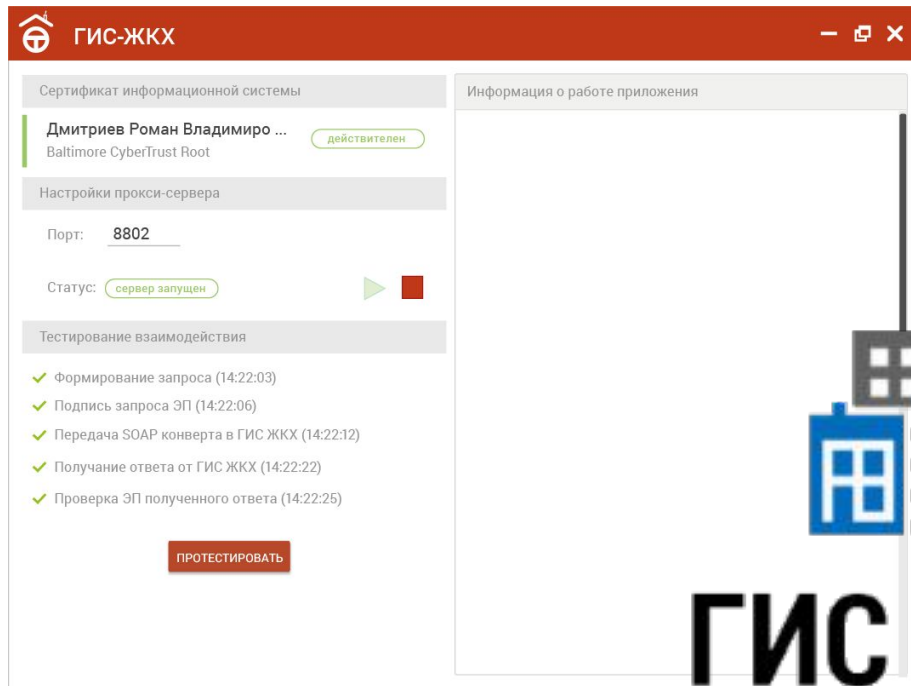 ГИС-ЖКХ
Сертификат информационной системы
Дмитриев Роман Владимиро ...
действителен
Baltimore CyberTrust Root
Настройки прокси-сервера
Порт: 8802
Статус: сервер запущен
Тестирование взаимодействия
Формирование запроса (14:22:03)
Подпись запроса ЭП (14:22:06)
Передача SOAP конверта в ГИС ЖКХ (14:22:12)
Получание ответа от ГИС ЖКХ (14:22:22)
Проверка ЭП полученного ответа (14:22:25)
ПРОТЕСТИРОВАТЬ
Информация о работе приложения
ГИС